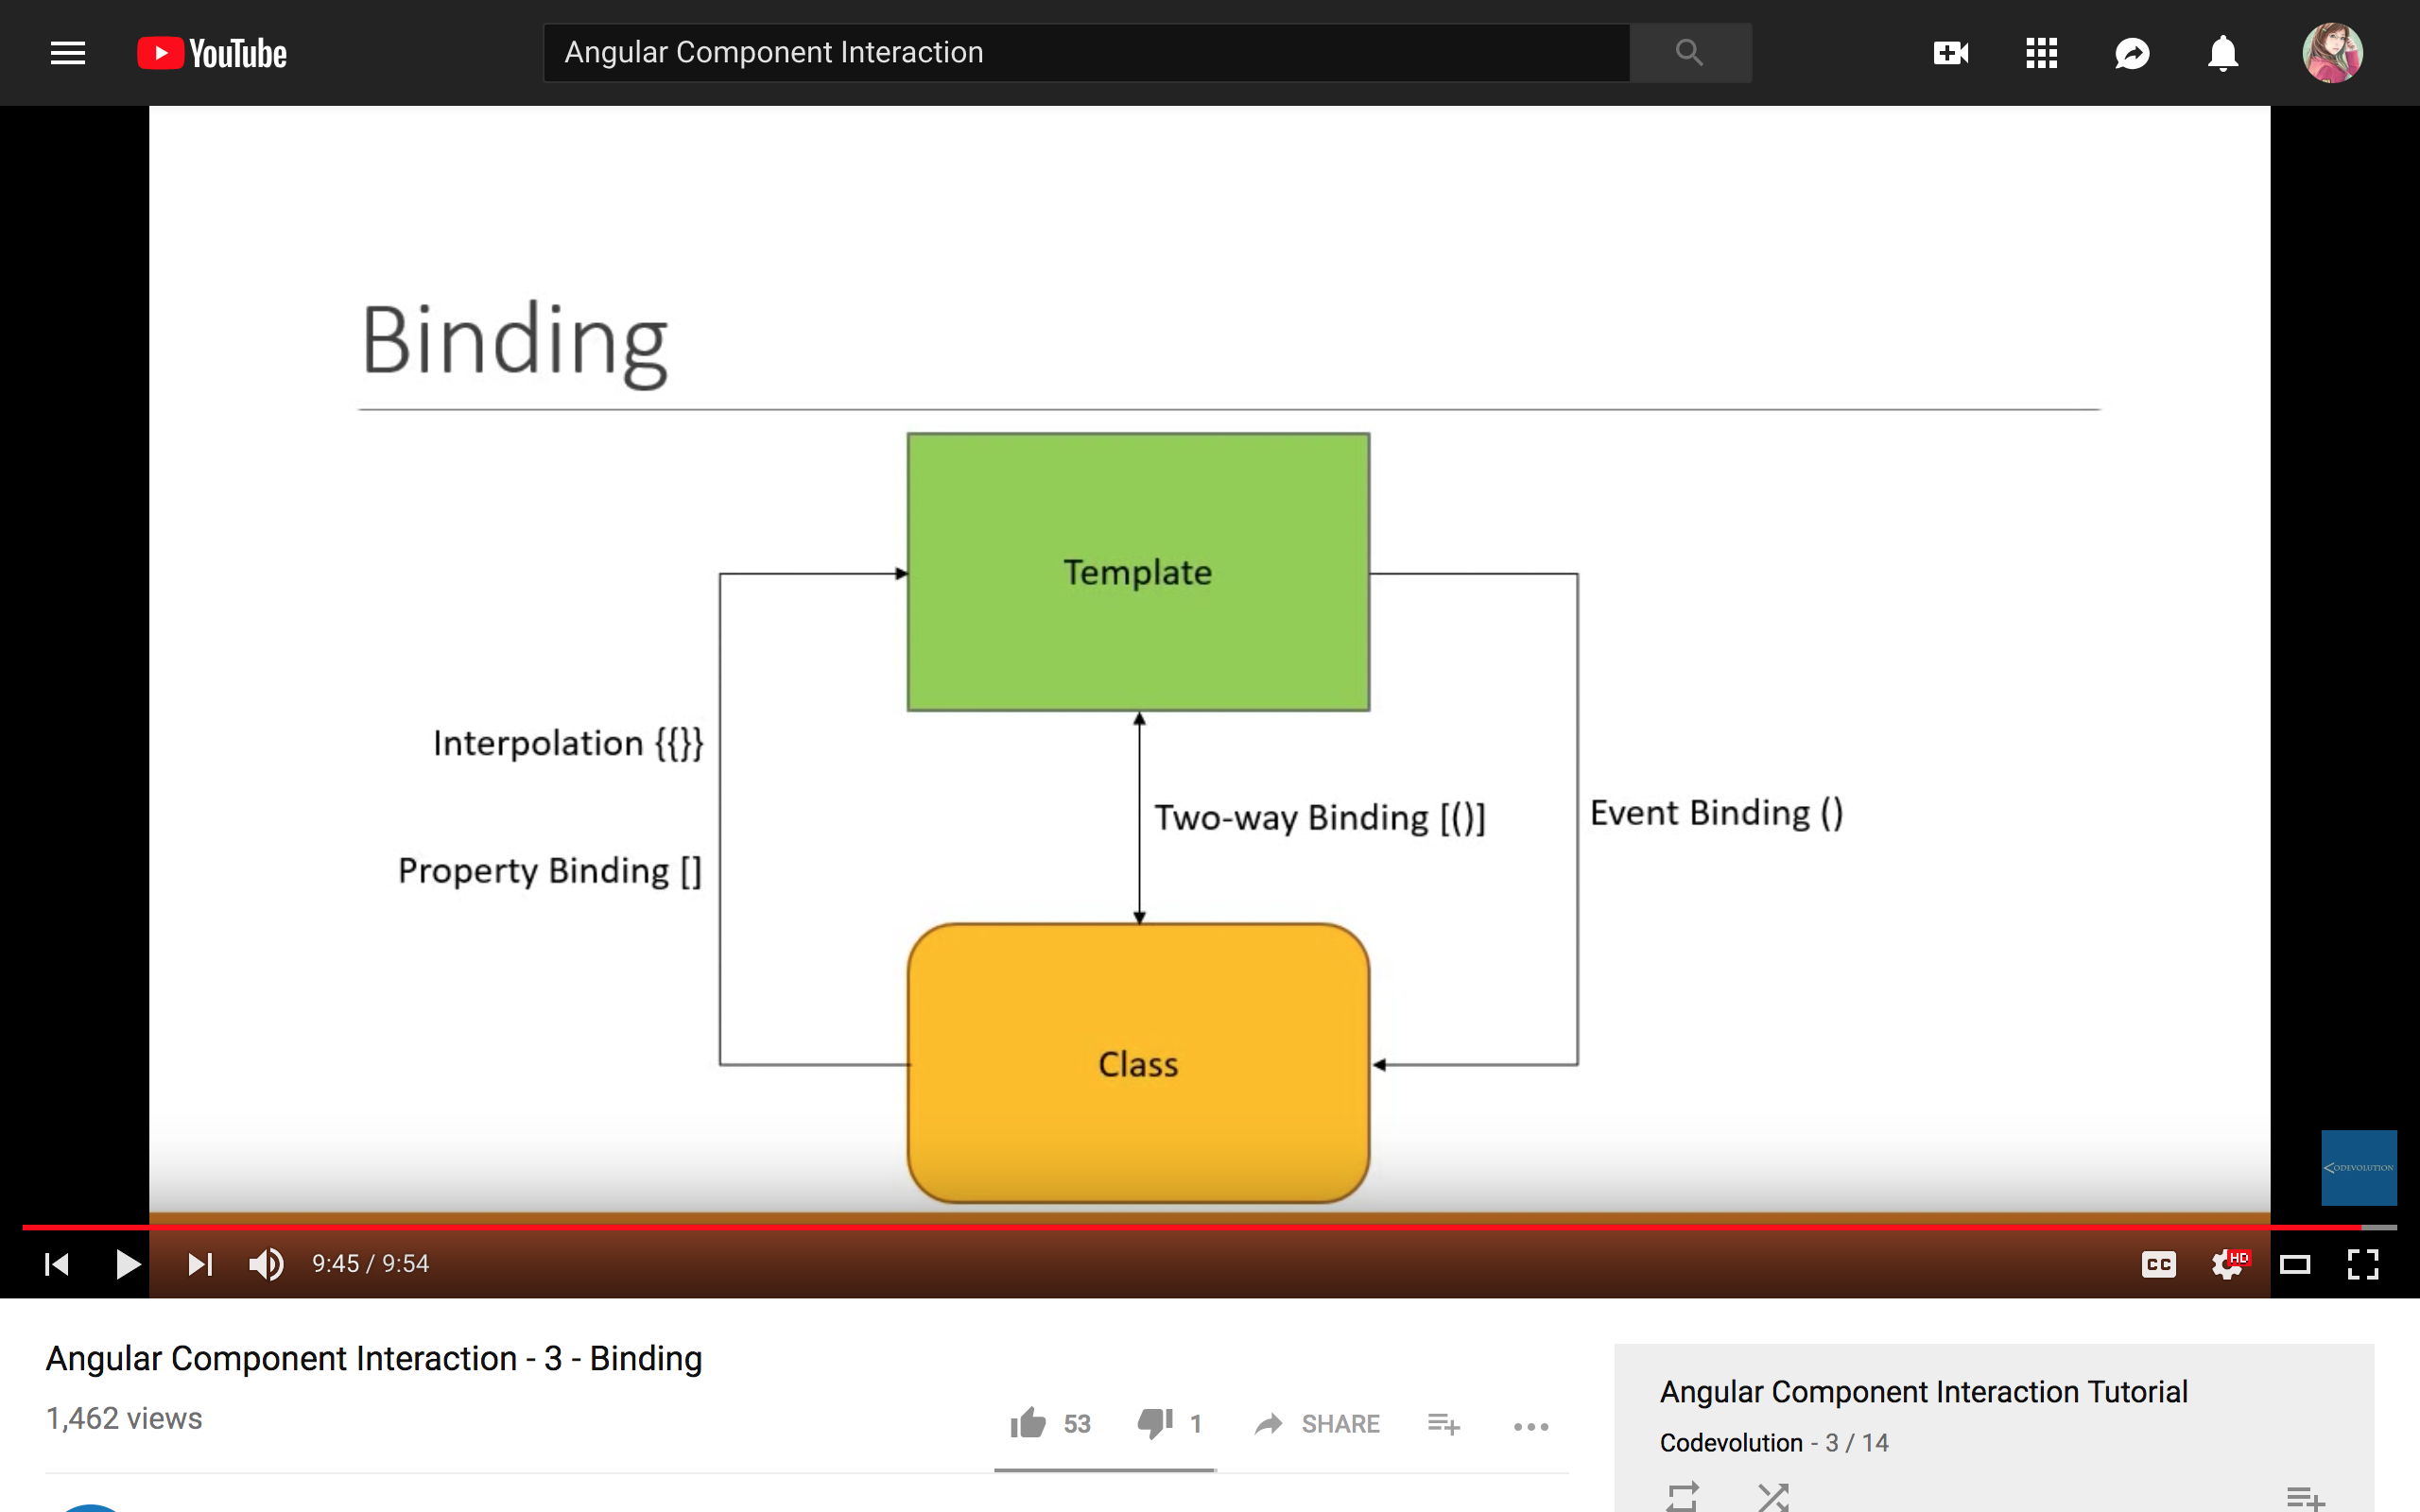 YouTube
Angular Component Interaction
Binding
Template
Interpolation {{}}
Two-way Binding [()]
Event Binding ()
Property Binding []
Class
CODEVOLUTION
9:45 / 9:54
CC
HD
Angular Component Interaction - 3 - Binding
1,462 views
53
1
SHARE
Angular Component Interaction Tutorial
Codevolution - 3 / 14